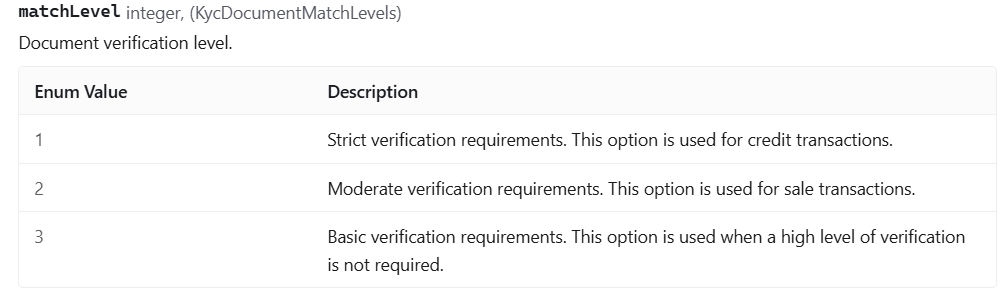 matchLevel integer, (KycDocumentMatchLevels)
Document verification level.
Enum Value Description
1 Strict verification requirements. This option is used for credit transactions.
2 Moderate verification requirements. This option is used for sale transactions.
3 Basic verification requirements. This option is used when a high level of verification
is not required.